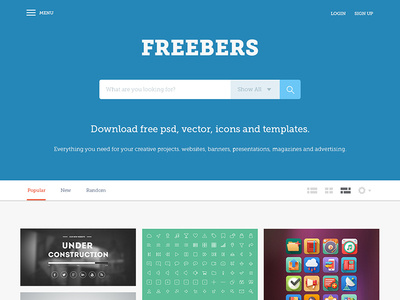 MENU
LOGIN SIGN UP
FREEBERS
What are you looking for?
Show All
Download free psd, vector, icons and templates.
Everything you need for your creative projects: websites, banners, presentations, magazines and advertising.
Popular New Random
UNDER
CONSTRUCTION